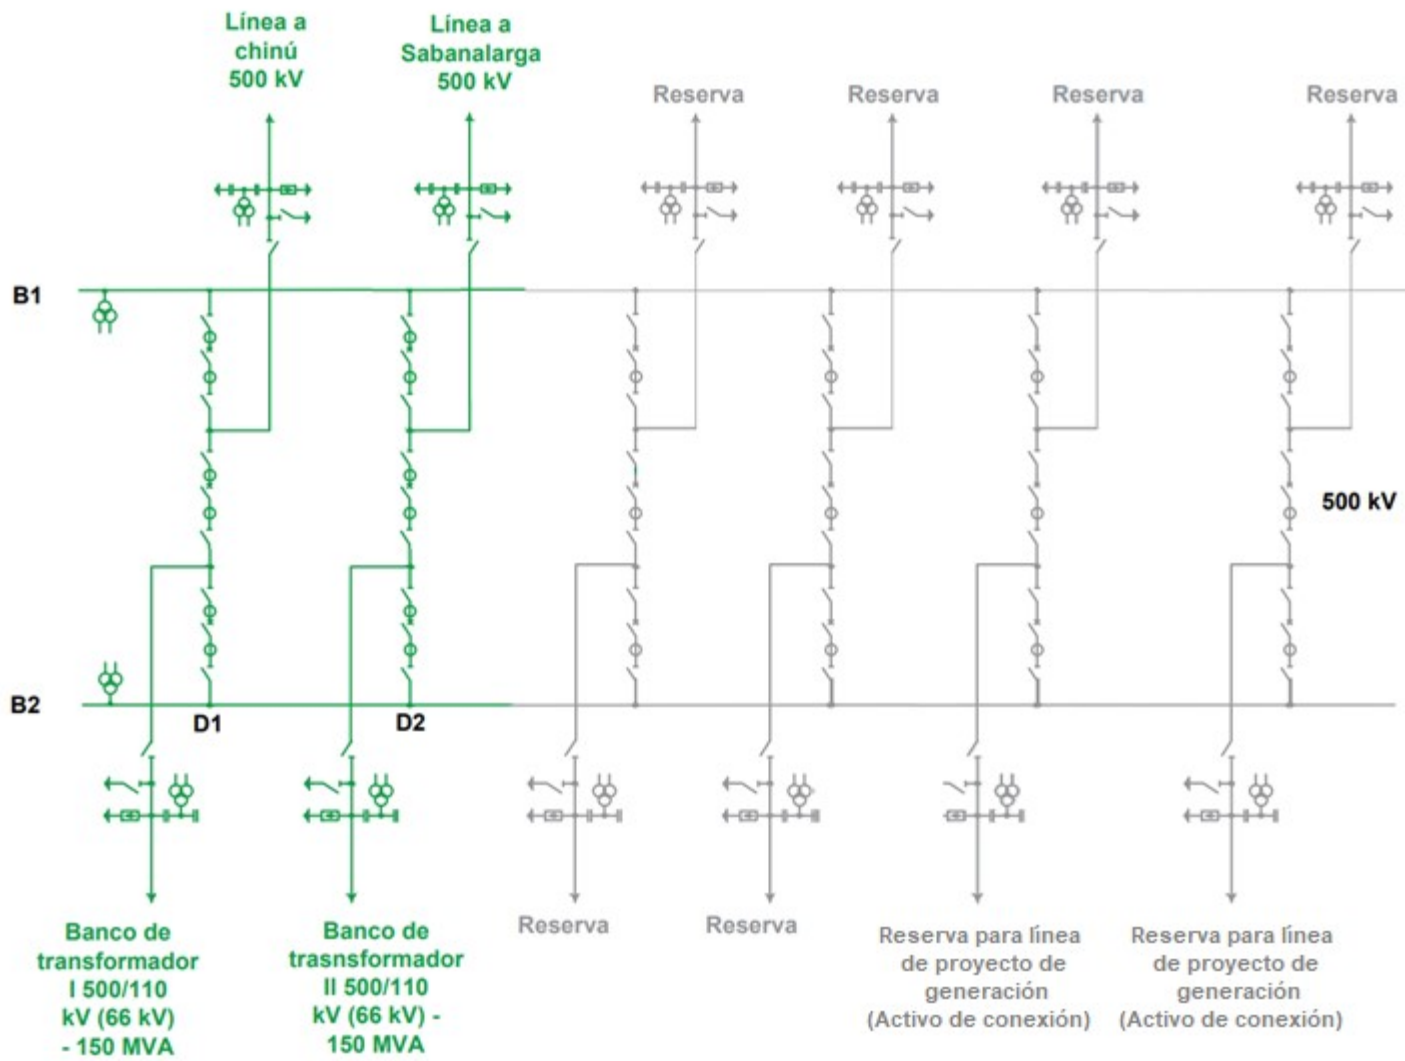 Línea a
chinú
500 kV
Línea a
Sabanalarga
500 kV
Reserva
Reserva
Reserva
Reserva
B1
500 kV
B2
D1
D2
Banco de
transformador
I 500/110
kV (66 kV)
- 150 MVA
Banco de
trasnsformador
II 500/110
kV (66 kV) -
150 MVA
Reserva
Reserva
Reserva para línea
de proyecto de
generación
(Activo de conexión)
Reserva para línea
de proyecto de
generación
(Activo de conexión)